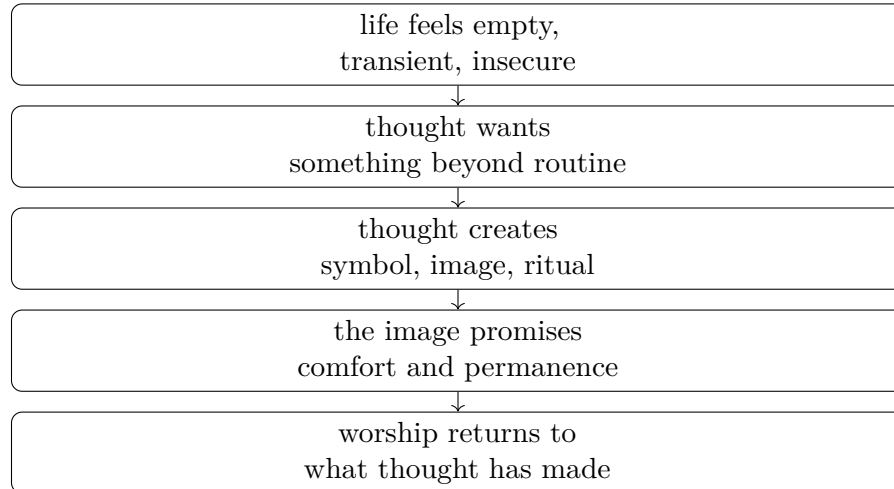 life feels empty,
transient, insecure
thought wants
something beyond routine
thought creates
symbol, image, ritual
the image promises
comfort and permanence
worship returns to
what thought has made